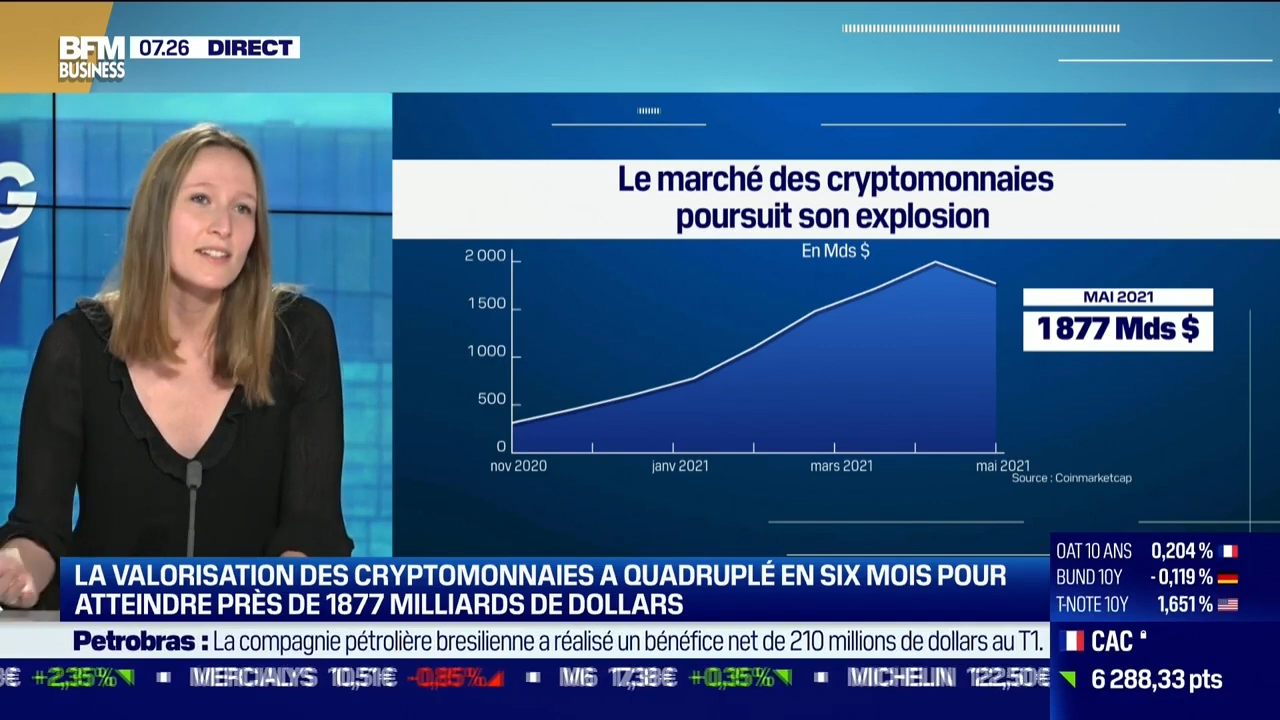 BFM
BUSINESS
07.26 DIRECT
G
Le marché des cryptomonnaies
poursuit son explosion
En Mds $
2 000
1 500
1 000
500
0
nov 2020
janv 2021
mars 2021
mai 2021
Source : Coinmarketcap
MAI 2021
1 877 Mds $
LA VALORISATION DES CRYPTOMONNAIES A QUADRUPLÉ EN SIX MOIS POUR
ATTEINDRE PRÈS DE 1877 MILLIARDS DE DOLLARS
Petrobras : La compagnie pétrolière bresilienne a réalisé un bénéfice net de 210 millions de dollars au T1.
OAT 10 ANS 0,204 %
BUND 10Y -0,119 %
T-NOTE 10Y 1,651 %
CAC
6 288,33 pts
€ +2,35% MERCIALYS 10,51€ -0,85% M6 17,38€ +0,35% MICHELIN 122,50€